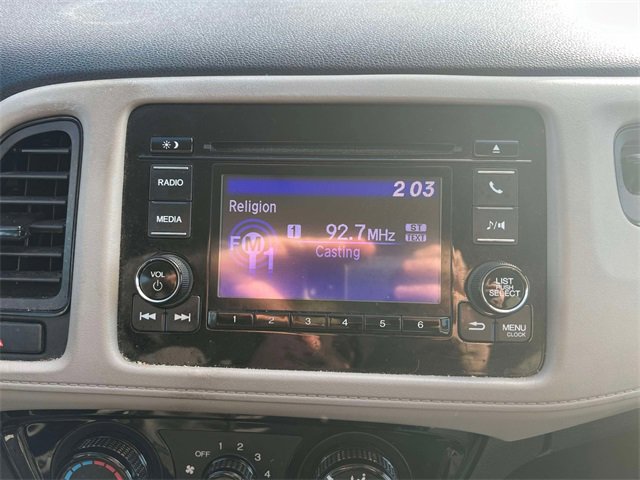 2 03
RADIO
Religion
MEDIA
1 92.7MHz ST
TEXT
FM1
Casting
VOL
LIST
PUSH
SELECT
1 2 3 4 5 6
MENU
CLOCK
OFF 1 2 3 4